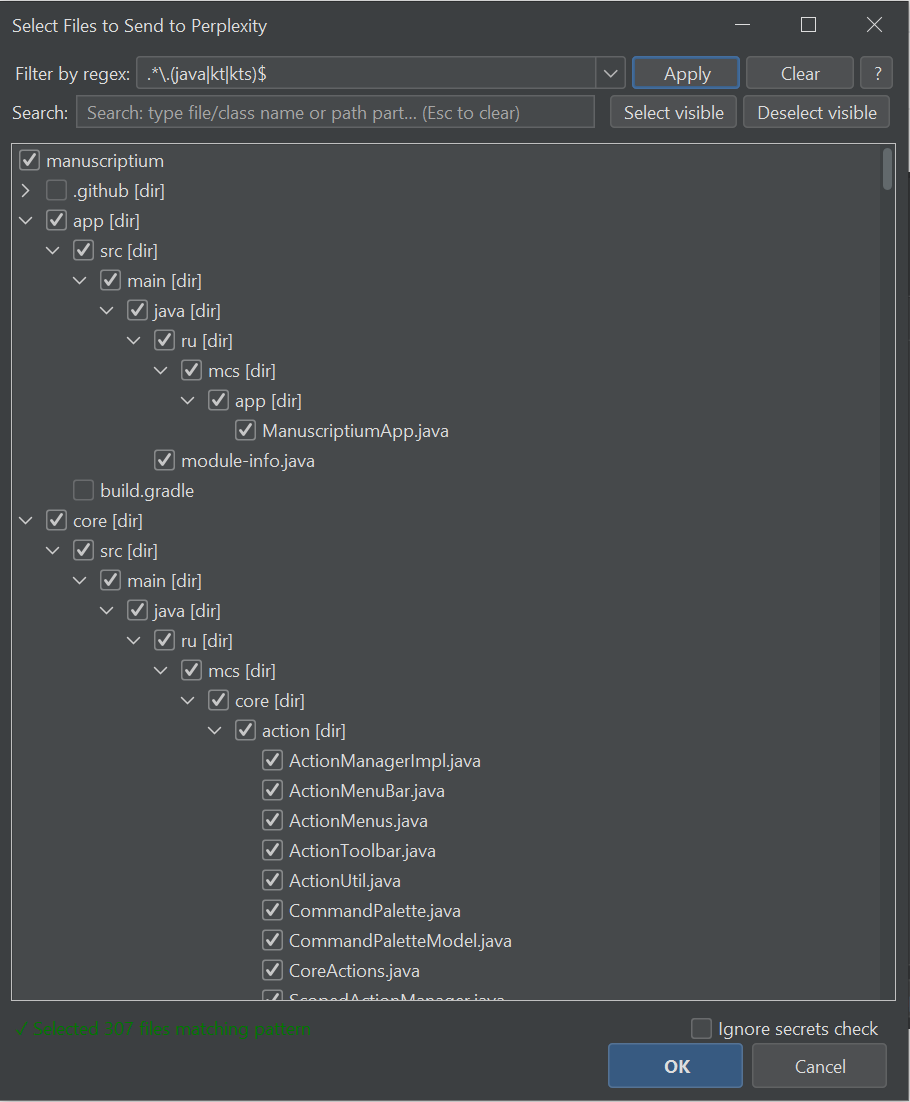 Select Files to Send to Perplexity
Filter by regex: .*\.(java|kt|kts)$ Apply Clear ?
Search: Search: type file/class name or path part... (Esc to clear) Select visible Deselect visible
manuscriptium
.github [dir]
app [dir]
src [dir]
main [dir]
java [dir]
ru [dir]
mcs [dir]
app [dir]
ManuscriptiumApp.java
module-info.java
build.gradle
core [dir]
src [dir]
main [dir]
java [dir]
ru [dir]
mcs [dir]
core [dir]
action [dir]
ActionManagerImpl.java
ActionMenuBar.java
ActionMenus.java
ActionToolbar.java
ActionUtil.java
CommandPalette.java
CommandPaletteModel.java
CoreActions.java
ScopedActionManager.java
✓ Selected 307 files matching pattern Ignore secrets check
OK Cancel